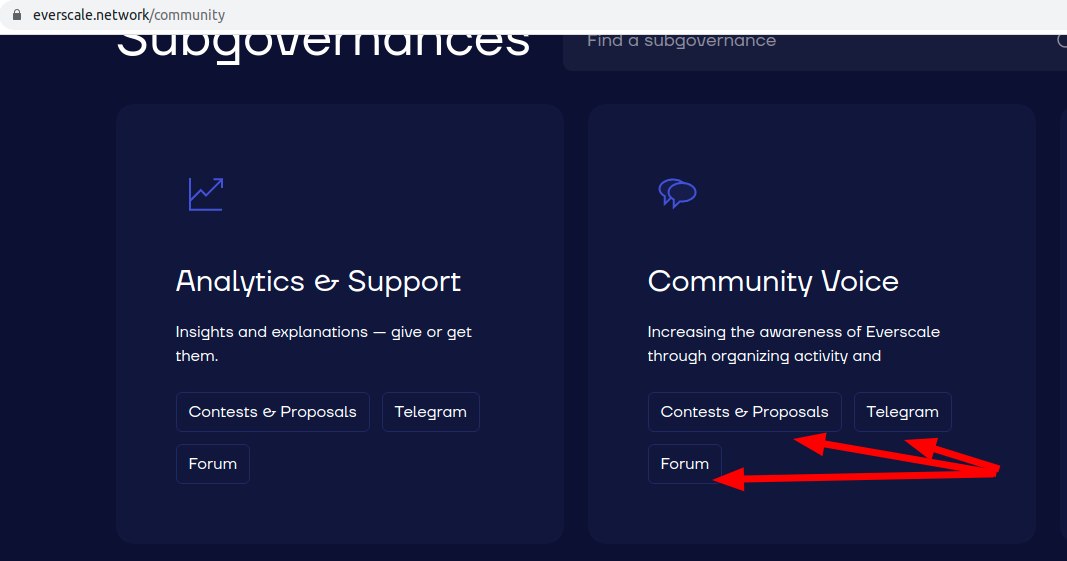 everscale.network/community
Subgovernances
Find a subgovernance
Analytics & Support
Insights and explanations — give or get
them.
Contests & Proposals
Telegram
Forum
Community Voice
Increasing the awareness of Everscale
through organizing activity and
Contests & Proposals
Telegram
Forum